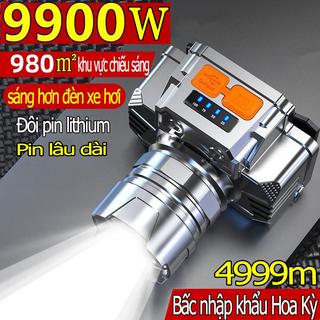 9900W
980㎡ khu vực chiếu sáng
sáng hơn đèn xe hơi
Đôi pin lithium
Pin lâu dài
4999m
Bấc nhập khẩu Hoa Kỳ